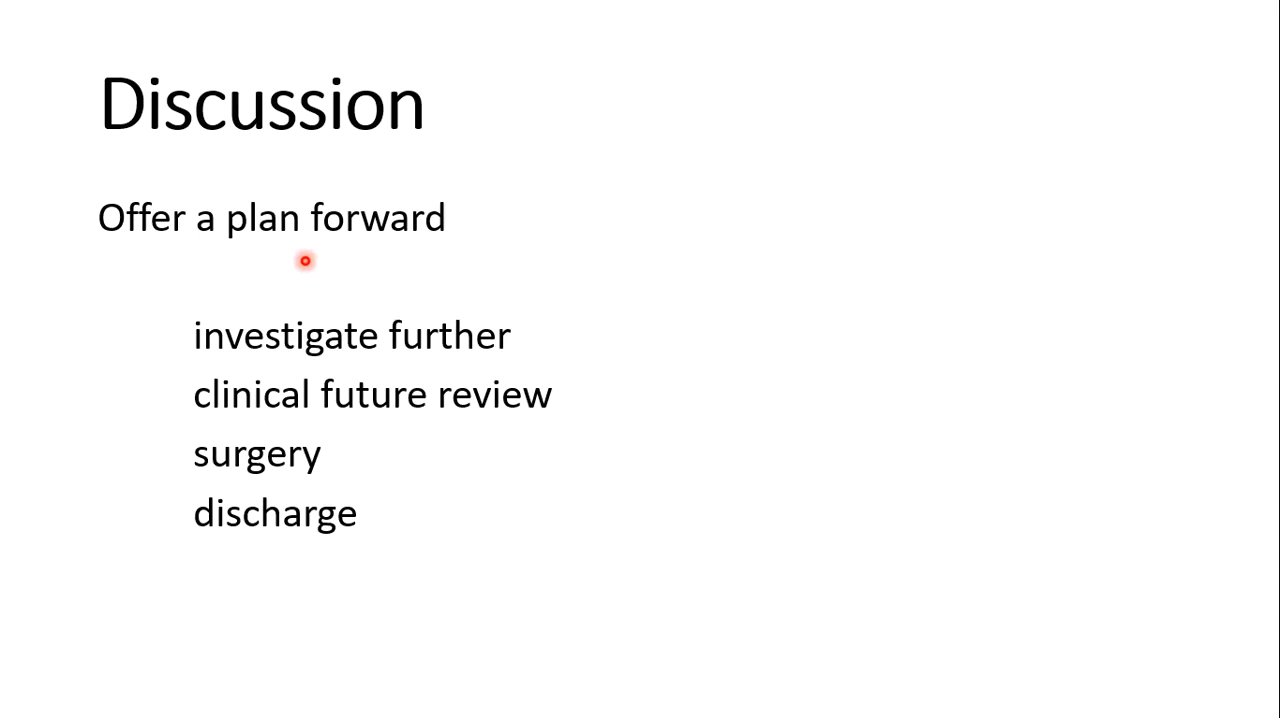 Discussion
Offer a plan forward
investigate further
clinical future review
surgery
discharge